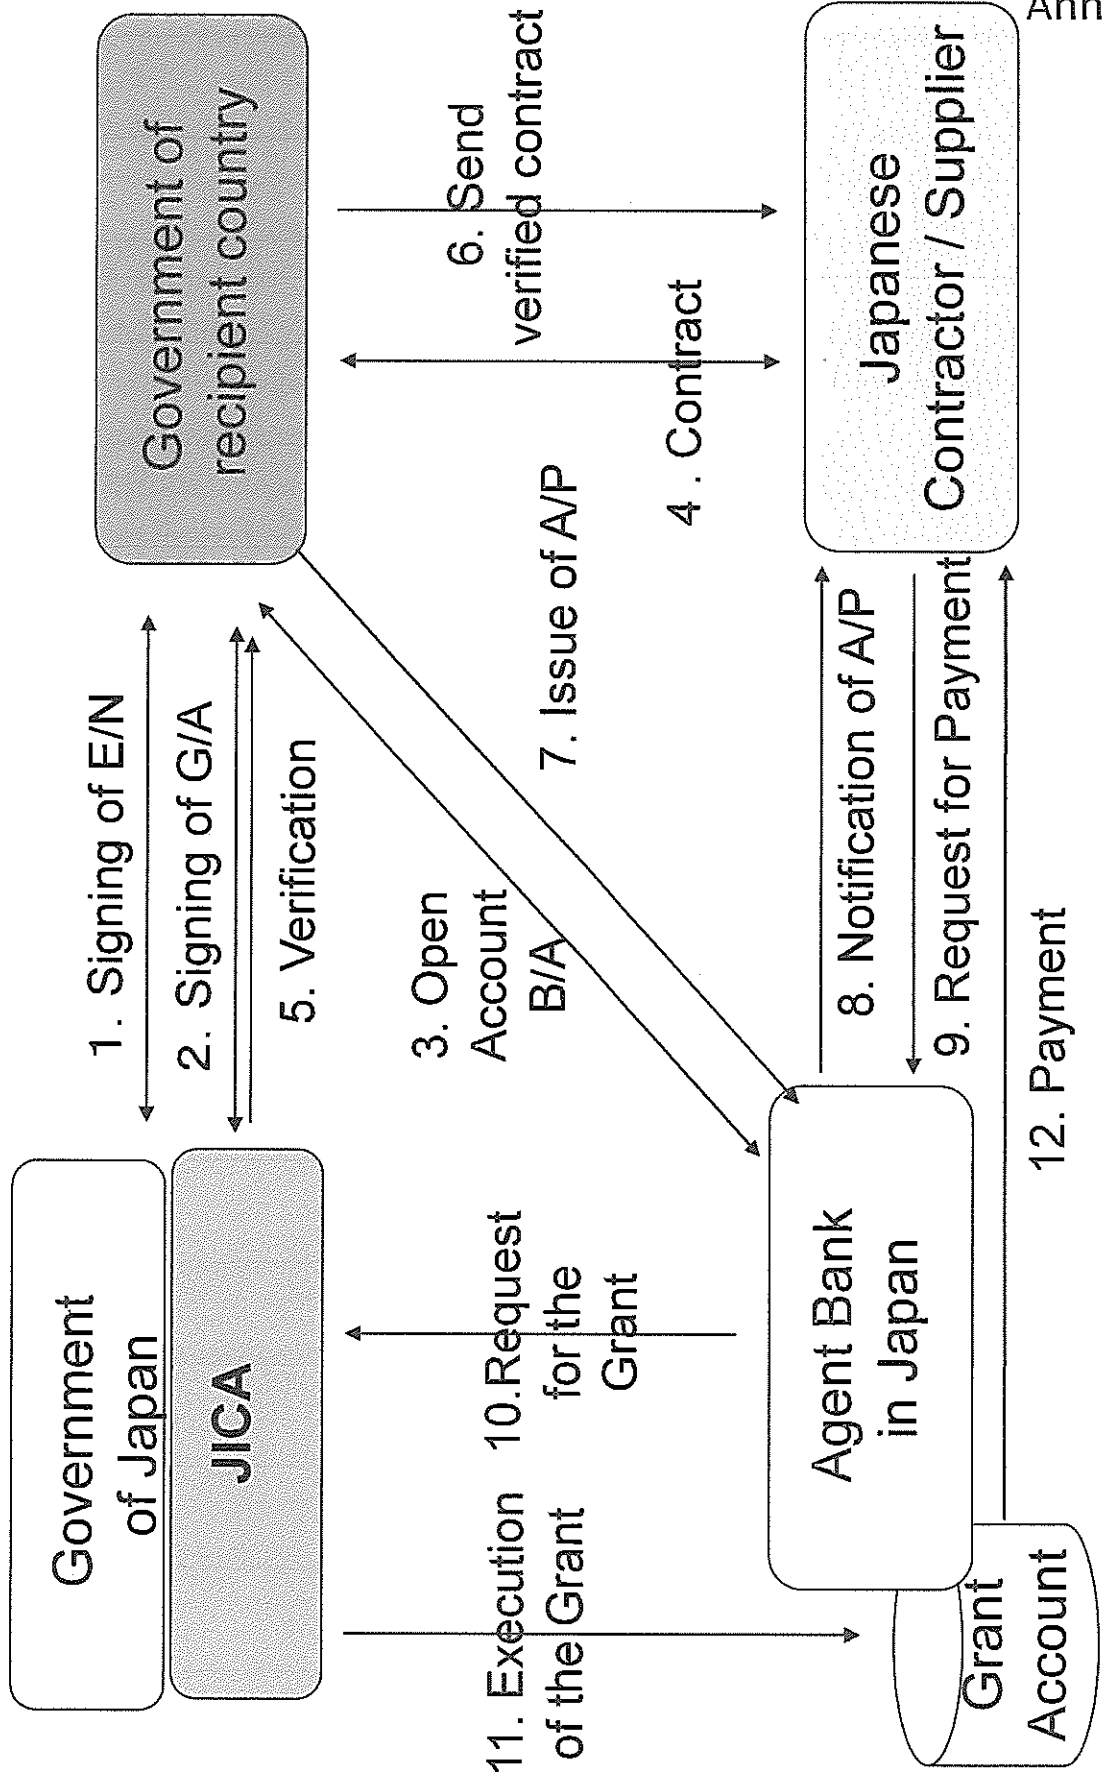 Government
of Japan
JICA
1. Signing of E/N
2. Signing of G/A
5. Verification
Government of
recipient country
3. Open
Account
B/A
11. Execution
of the Grant
10.Request
for the
Grant
7. Issue of A/P
6. Send
verified contract
4. Contract
Agent Bank
in Japan
8. Notification of A/P
9. Request for Payment
Japanese
Contractor / Supplier
Grant
Account
12. Payment
Ann